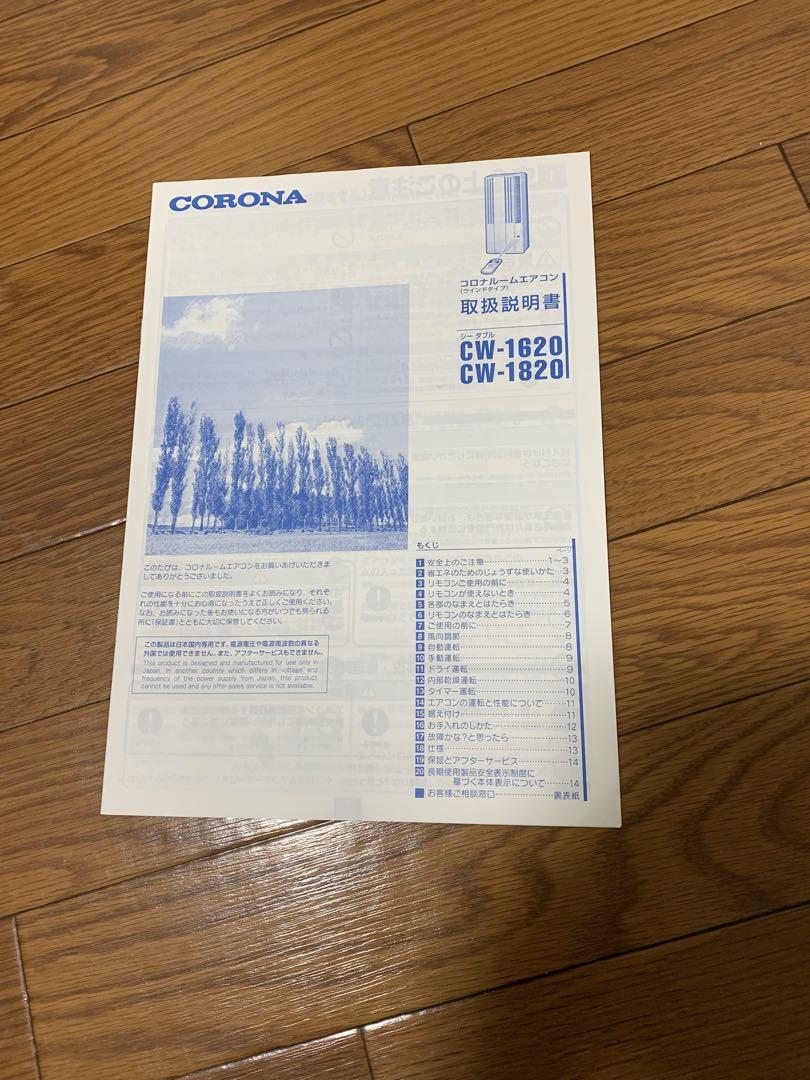 CORONA
コロナルームエアコン
(ウインドタイプ)
取扱説明書
シー ダブル
CW-1620
CW-1820
このたびは、コロナルームエアコンをお買いあげいただきま
してありがとうございました。
ご使用になる前にこの取扱説明書をよくお読みになり、それぞ
れの性能を十分にお心得になったうえで正しくご使用ください。
なお、お読みになった後もお使いになる方がいつでも見られる
所に「保証書」とともに大切に保管してください。
この製品は日本国内専用です。電源電圧や電源周波数の異なる
外国では使用できません。また、アフターサービスもできません。
This product is designed and manufactured for use only in
Japan. In another country which differs in voltage and
frequency of the power supply from Japan, this product
cannot be used and any after-sales service is not available.
もくじ
ページ
1 安全上のご注意……………1～3
2 省エネのためのじょうずな使いかた…3
3 リモコンご使用の前に……………4
4 リモコンが使えないとき……………4
5 各部のなまえとはたらき……………5
6 リモコンのなまえとはたらき……………6
7 ご使用の前に……………7
8 風向調節……………8
9 自動運転……………8
10 手動運転……………9
11 ドライ運転……………9
12 内部乾燥運転……………10
13 タイマー運転……………10
14 エアコンの運転と性能について……11
15 据え付け……………11
16 お手入れのしかた……………12
17 故障かな?と思ったら……………13
18 仕様……………13
19 保証とアフターサービス……………14
20 長期使用製品安全表示制度に
基づく本体表示について………14
■ お客様ご相談窓口……………裏表紙